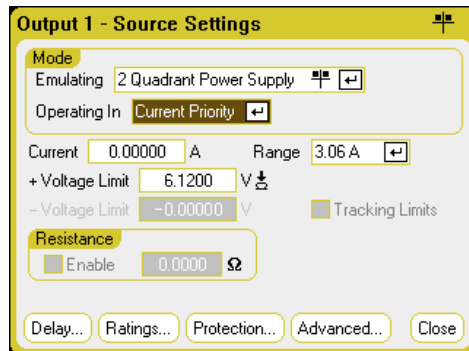 Output 1 - Source Settings
Mode
Emulating 2 Quadrant Power Supply
Operating In Current Priority
Current 0.00000 A Range 3.06 A
+ Voltage Limit 6.1200 V
- Voltage Limit -0.00000 V Tracking Limits
Resistance
Enable 0.0000 Ω
Delay... Ratings... Protection... Advanced... Close